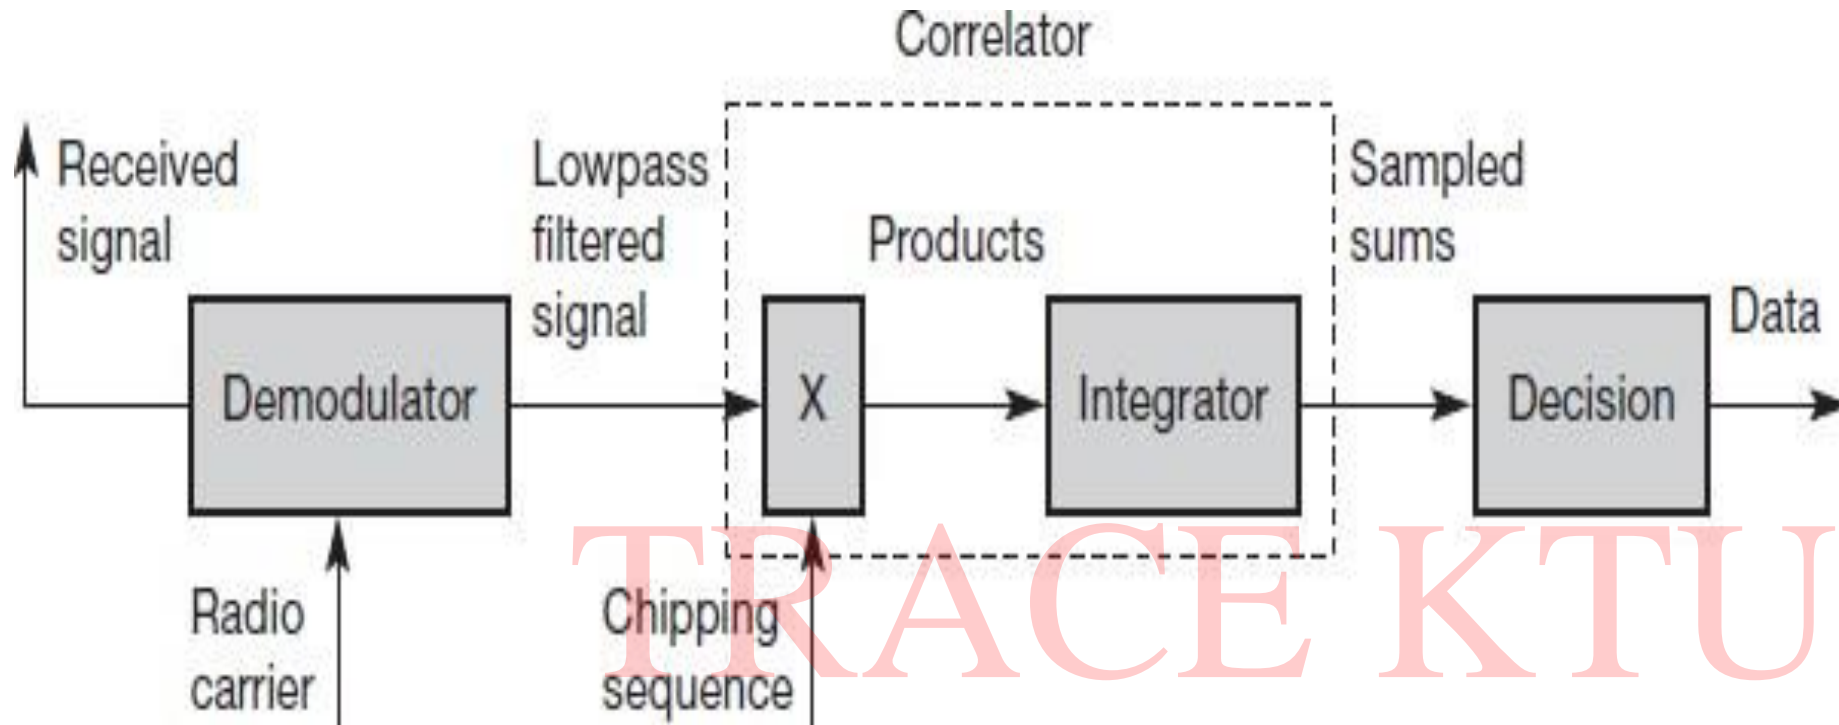 Correlator
Received
signal
Lowpass
filtered
signal
Products
Sampled
sums
Data
Demodulator
X
Integrator
Decision
Radio
carrier
Chipping
sequence
TRACE KTU